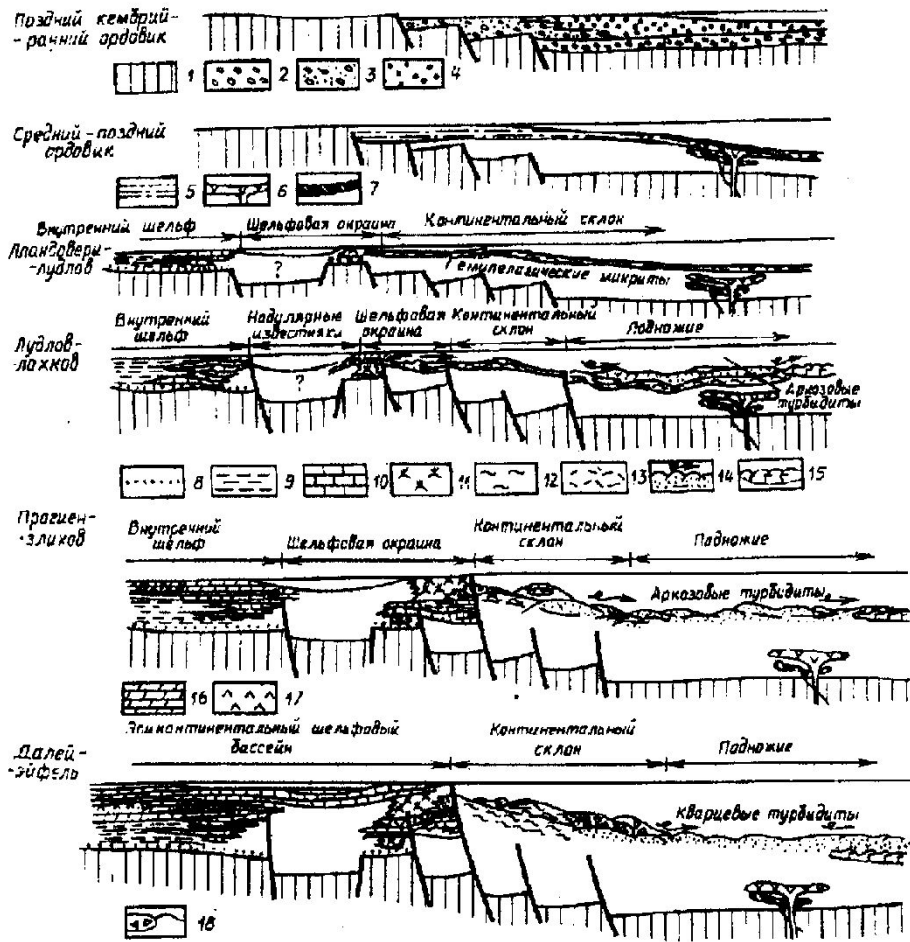 Поздний кембрий-
-ранний ордовик
1 2 3 4
Средний-поздний
ордовик
5 6 7
Внутренний шельф Шельфовая окраина Континентальный склон
Лландовери-
-лудлов
? Гемипелагические микриты
Внутренний шельф Нодулярные известняки Шельфовая окраина Континентальный склон Подножие
Лудлов-
-лохков
?
Аркозовые
турбидиты
8 9 10 11 12 13 14 15
Прагиен-
-зликов
Внутренний шельф Шельфовая окраина Континентальный склон Подножие
Аркозовые турбидиты
16 17
Эпиконтинентальный шельфовый бассейн Континентальный склон Подножие
Далей-
-эйфель
Кварцевые турбидиты
18